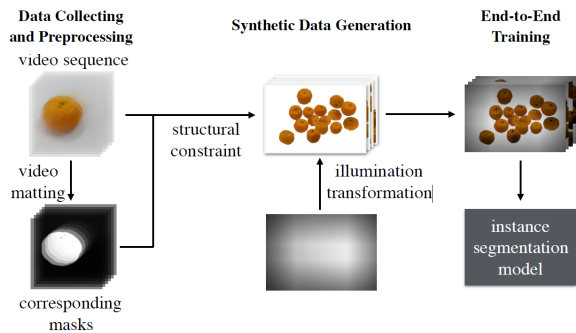 Data Collecting
and Preprocessing
video sequence
video
matting
corresponding
masks
structural
constraint
Synthetic Data Generation
illumination
transformation
End-to-End
Training
instance
segmentation
model